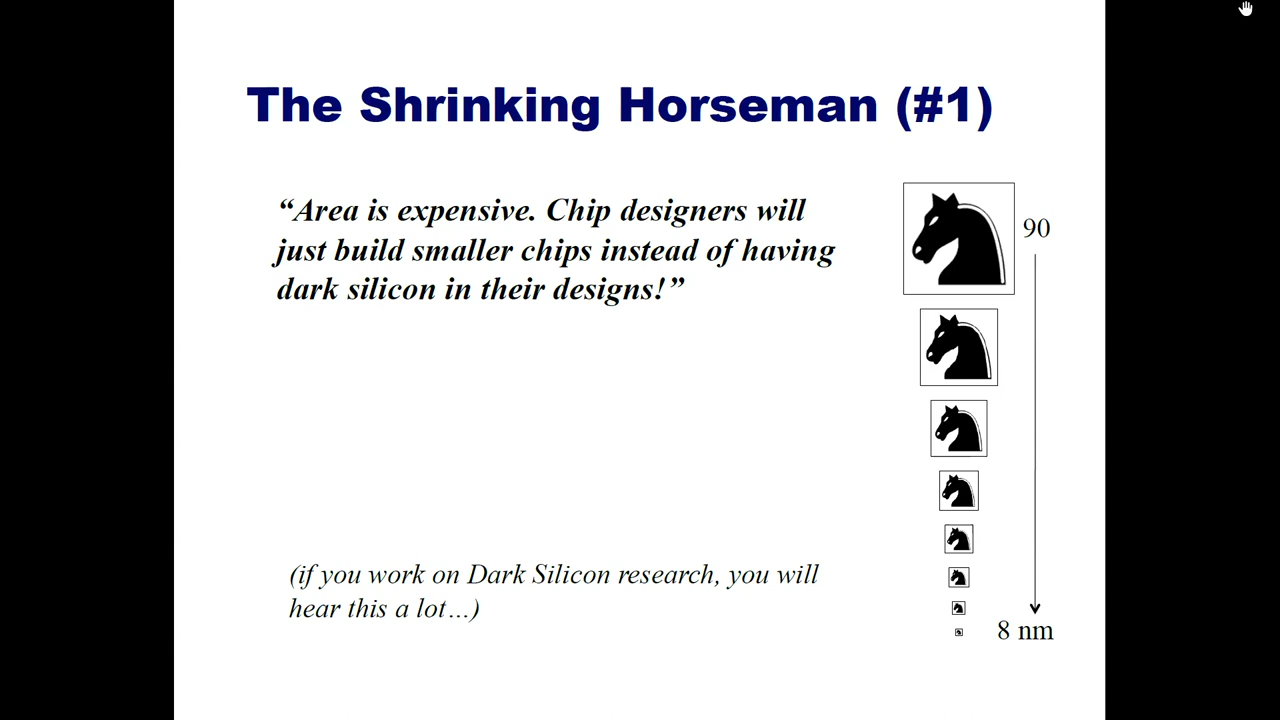 The Shrinking Horseman (#1)
“Area is expensive. Chip designers will
just build smaller chips instead of having
dark silicon in their designs!”
90
8 nm
(if you work on Dark Silicon research, you will
hear this a lot…)